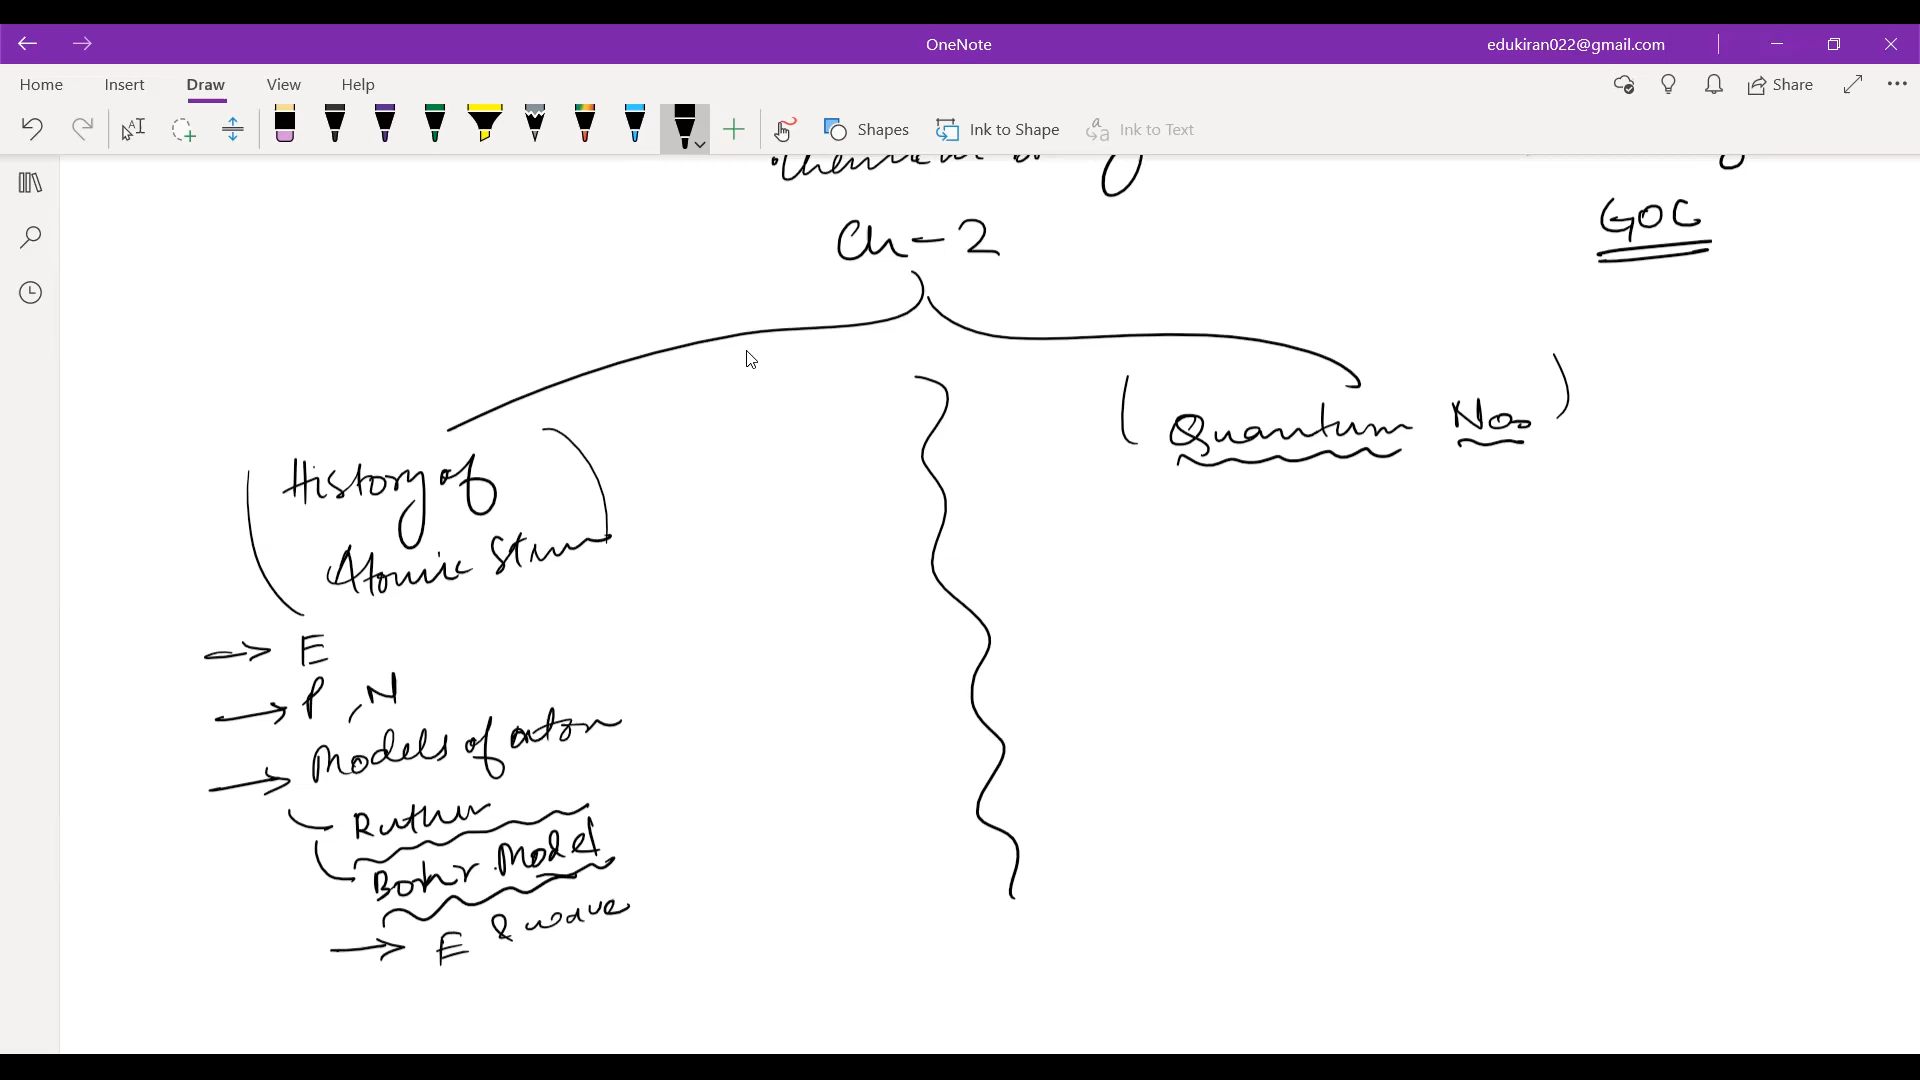 OneNote
edukiran022@gmail.com
Home Insert Draw View Help
Share
Shapes Ink to Shape Ink to Text
GOC
Ch-2
Quantum Nos
History of
Atomic Struc
E
P, N
Models of atom
Ruther
Bohr Model
E & wave